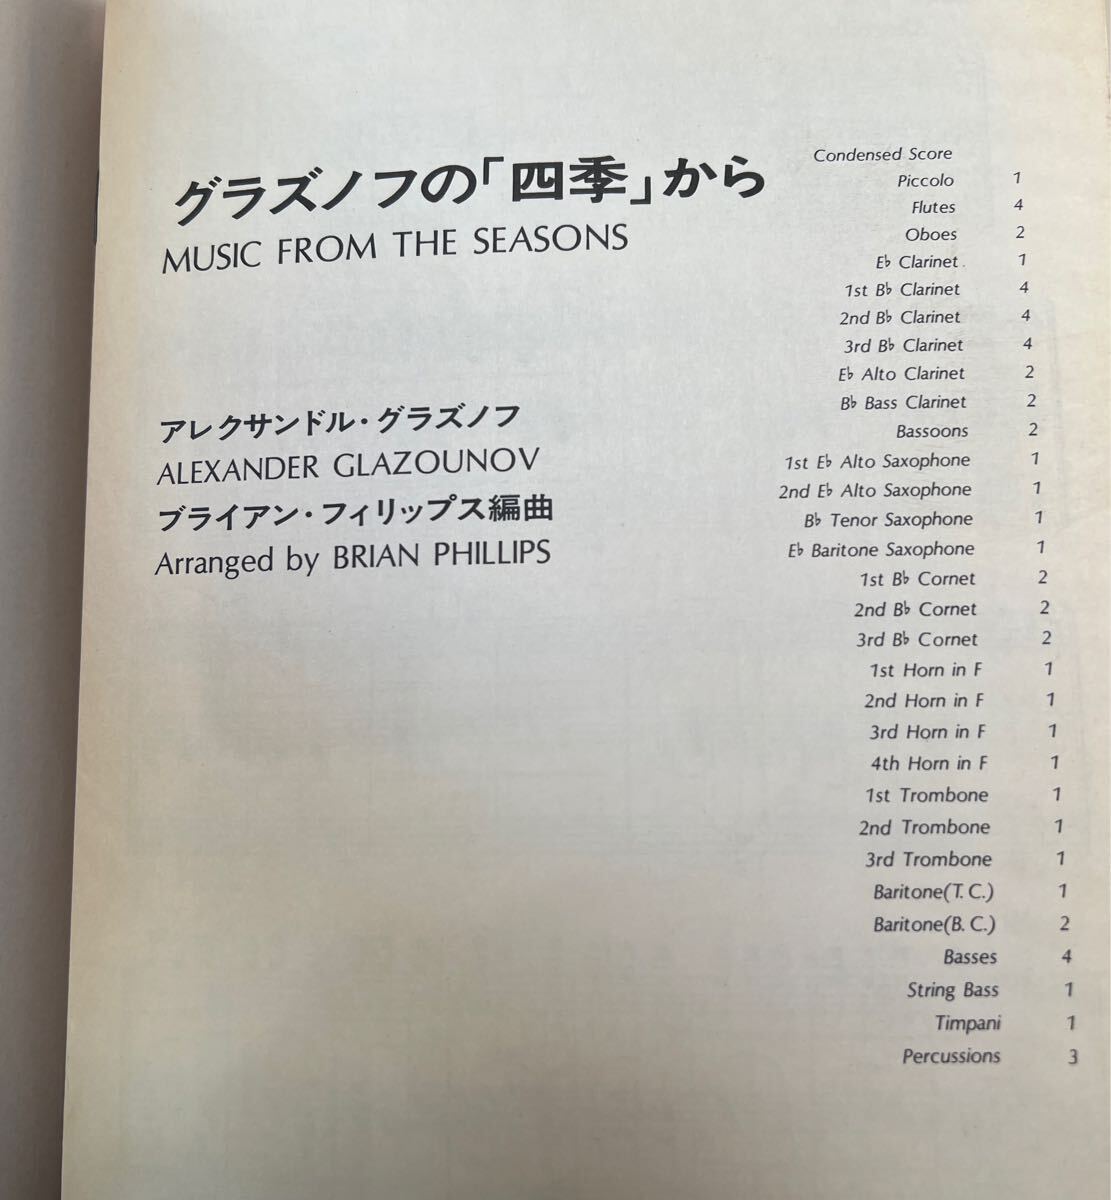 グラズノフの「四季」から
MUSIC FROM THE SEASONS
アレクサンドル・グラズノフ
ALEXANDER GLAZOUNOV
ブライアン・フィリップス編曲
Arranged by BRIAN PHILLIPS
Condensed Score
Piccolo 1
Flutes 4
Oboes 2
E♭ Clarinet. 1
1st B♭ Clarinet 4
2nd B♭ Clarinet 4
3rd B♭ Clarinet 4
E♭ Alto Clarinet 2
B♭ Bass Clarinet 2
Bassoons 2
1st E♭ Alto Saxophone 1
2nd E♭ Alto Saxophone 1
B♭ Tenor Saxophone 1
E♭ Baritone Saxophone 1
1st B♭ Cornet 2
2nd B♭ Cornet 2
3rd B♭ Cornet 2
1st Horn in F 1
2nd Horn in F 1
3rd Horn in F 1
4th Horn in F 1
1st Trombone 1
2nd Trombone 1
3rd Trombone 1
Baritone(T.C.) 1
Baritone(B.C.) 2
Basses 4
String Bass 1
Timpani 1
Percussions 3